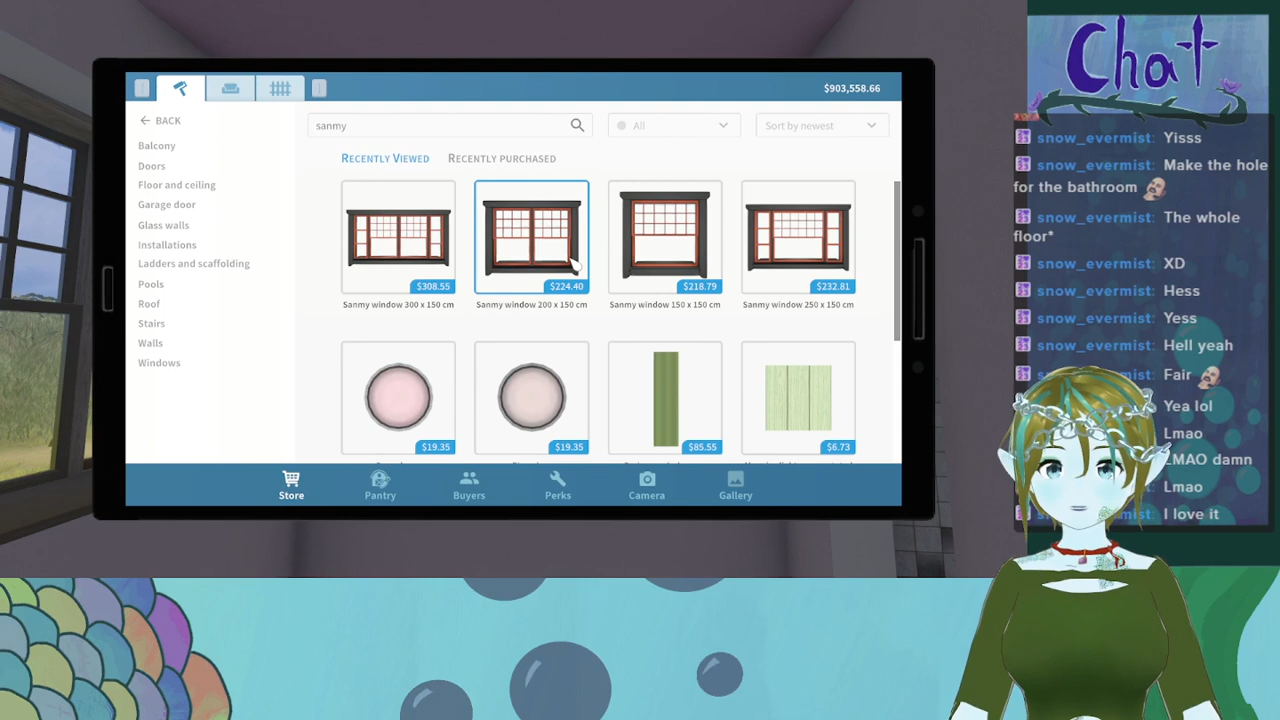 $903,558.66
BACK
sanmy
All
Sort by newest
Balcony
Doors
Floor and ceiling
Garage door
Glass walls
Installations
Ladders and scaffolding
Pools
Roof
Stairs
Walls
Windows
RECENTLY VIEWED
RECENTLY PURCHASED
$308.55
$224.40
$218.79
$232.81
Sanmy window 300 x 150 cm
Sanmy window 200 x 150 cm
Sanmy window 150 x 150 cm
Sanmy window 250 x 150 cm
$19.35
$19.35
$85.55
$6.73
Store
Pantry
Buyers
Perks
Camera
Gallery
Chat
snow_evermist: Yisss
snow_evermist: Make the hole
for the bathroom
snow_evermist: The whole
floor*
snow_evermist: XD
snow_evermist: Hess
snow_evermist: Yess
snow_evermist: Hell yeah
snow_evermist: Fair
Yea lol
Lmao
LMAO damn
Lmao
I love it